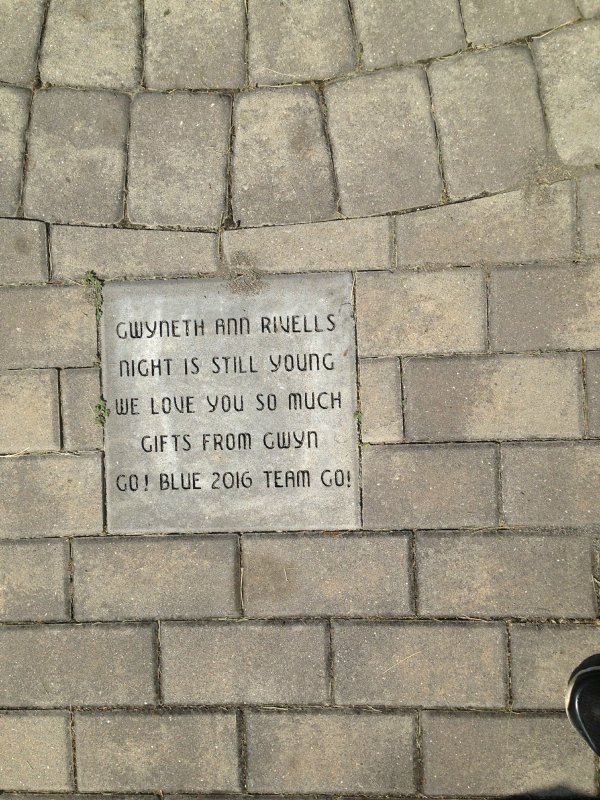 GWYNETH ANN RIVELLS
NIGHT IS STILL YOUNG
WE LOVE YOU SO MUCH
GIFTS FROM GWYN
GO! BLUE 2016 TEAM GO!